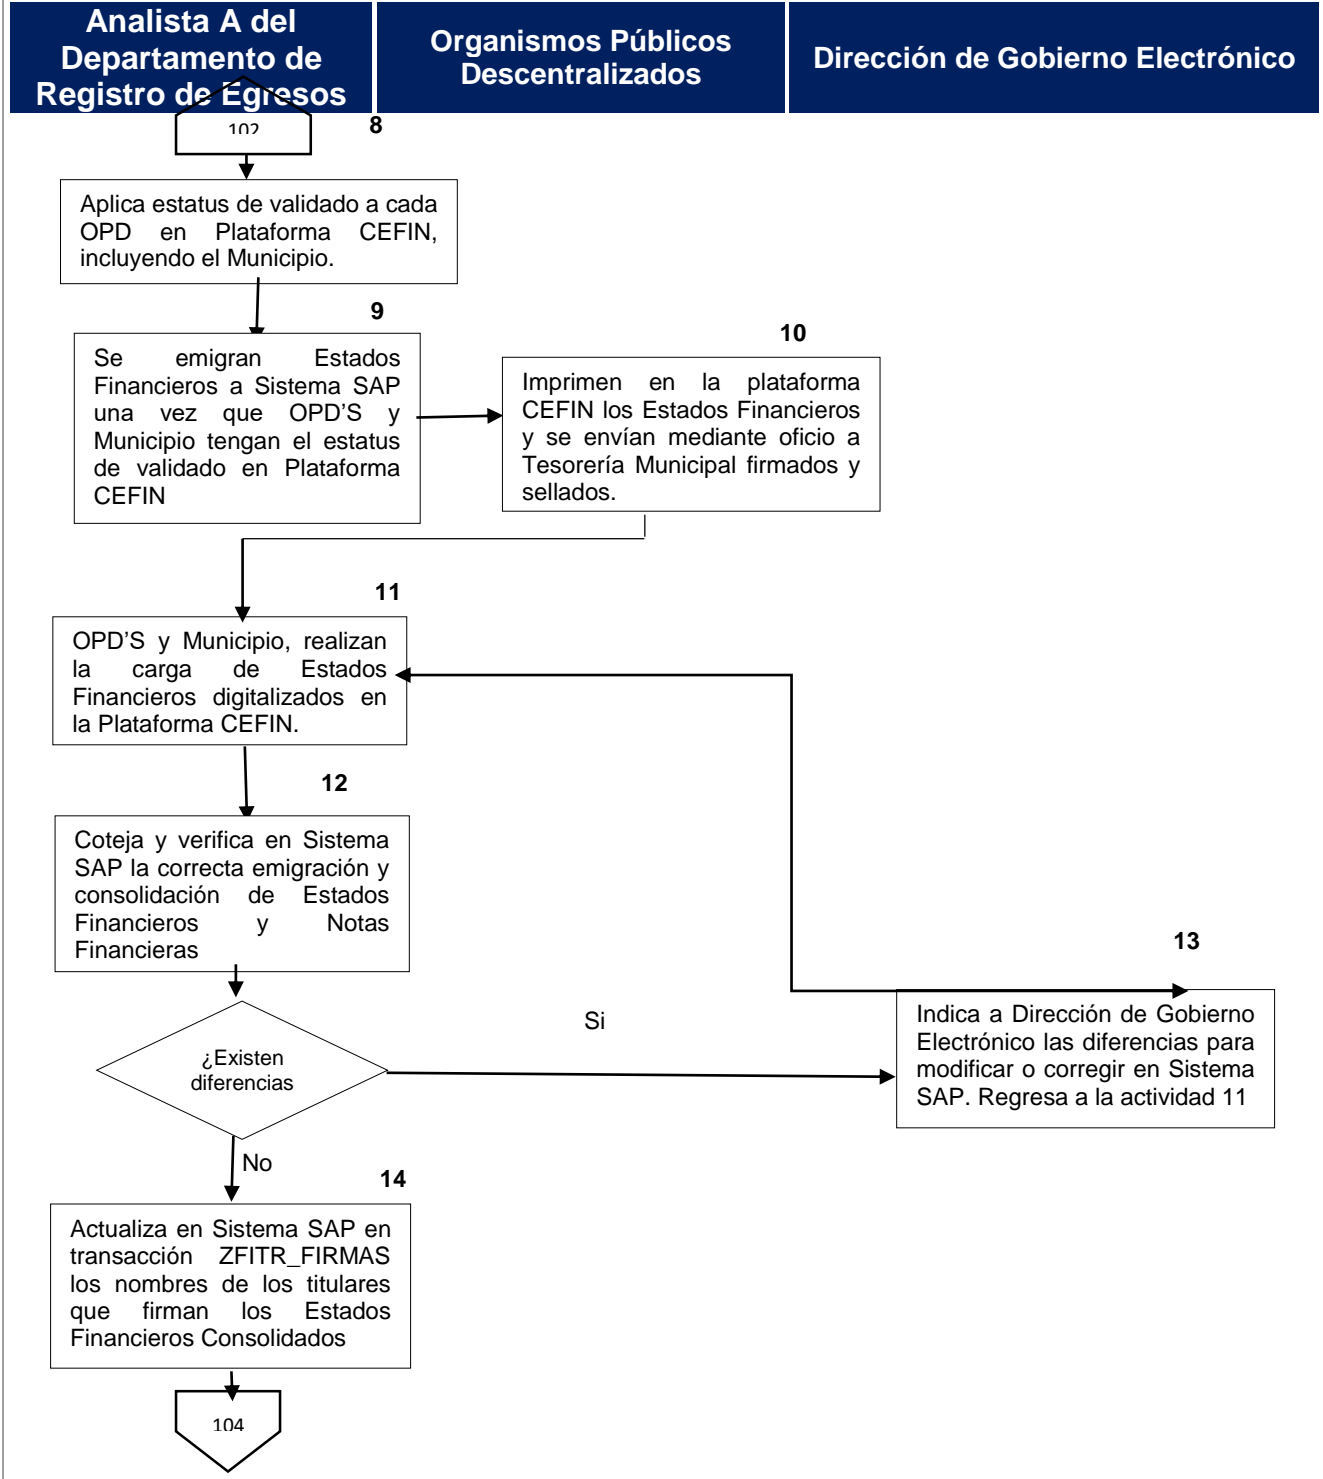 Analista A del
Departamento de
Registro de Egresos
Organismos Públicos
Descentralizados
Dirección de Gobierno Electrónico
102
8
Aplica estatus de validado a cada
OPD en Plataforma CEFIN,
incluyendo el Municipio.
9
Se emigran Estados
Financieros a Sistema SAP
una vez que OPD'S y
Municipio tengan el estatus
de validado en Plataforma
CEFIN
10
Imprimen en la plataforma
CEFIN los Estados Financieros
y se envían mediante oficio a
Tesorería Municipal firmados y
sellados.
11
OPD'S y Municipio, realizan
la carga de Estados
Financieros digitalizados en
la Plataforma CEFIN.
12
Coteja y verifica en Sistema
SAP la correcta emigración y
consolidación de Estados
Financieros y Notas
Financieras
13
Indica a Dirección de Gobierno
Electrónico las diferencias para
modificar o corregir en Sistema
SAP. Regresa a la actividad 11
Si
¿Existen
diferencias
No
14
Actualiza en Sistema SAP en
transacción ZFITR_FIRMAS
los nombres de los titulares
que firman los Estados
Financieros Consolidados
104